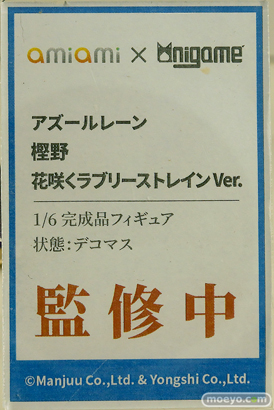 amiami × Onigame
アズールレーン
樫野
花咲くラブリーストレインVer.
1/6 完成品フィギュア
状態：デコマス
監修中
©Manjuu Co.,Ltd. & Yongshi Co.,Ltd.
moeyo.com